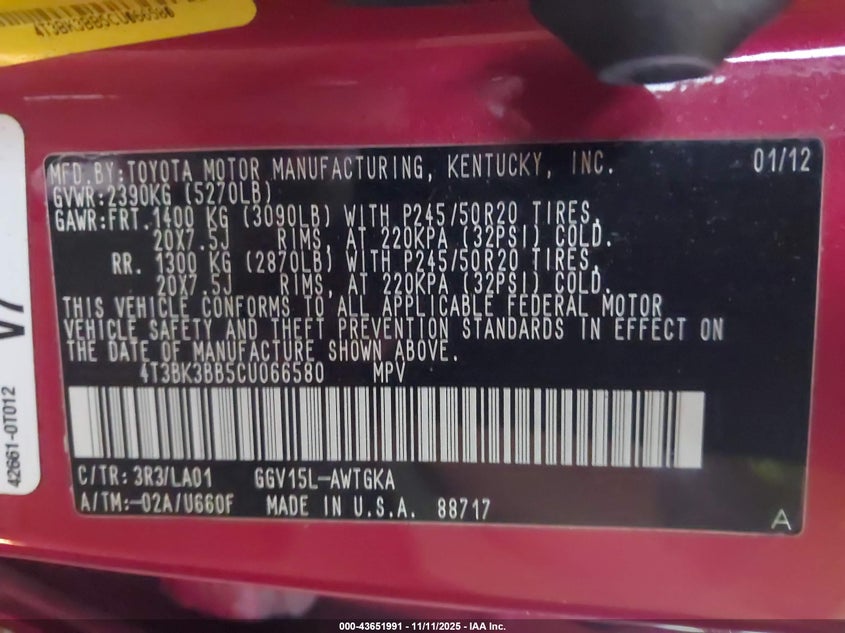 4T3BK3BB5CU066580
MFD.BY:TOYOTA MOTOR MANUFACTURING, KENTUCKY, INC. 01/12
GVWR:2390KG (5270LB)
GAWR:FRT. 1400 KG (3090LB) WITH P245/50R20 TIRES,
20X7.5J RIMS, AT 220KPA (32PSI) COLD.
RR. 1300 KG (2870LB) WITH P245/50R20 TIRES,
20X7.5J RIMS, AT 220KPA (32PSI) COLD.
THIS VEHICLE CONFORMS TO ALL APPLICABLE FEDERAL MOTOR
VEHICLE SAFETY AND THEFT PREVENTION STANDARDS IN EFFECT ON
THE DATE OF MANUFACTURE SHOWN ABOVE.
4T3BK3BB5CU066580 MPV
C/TR: 3R3/LA01 GGV15L-AWTGKA
A/TM:-02A/U660F MADE IN U.S.A. 88717
A
42661-0T012
000-43651991 - 11/11/2025 - IAA Inc.